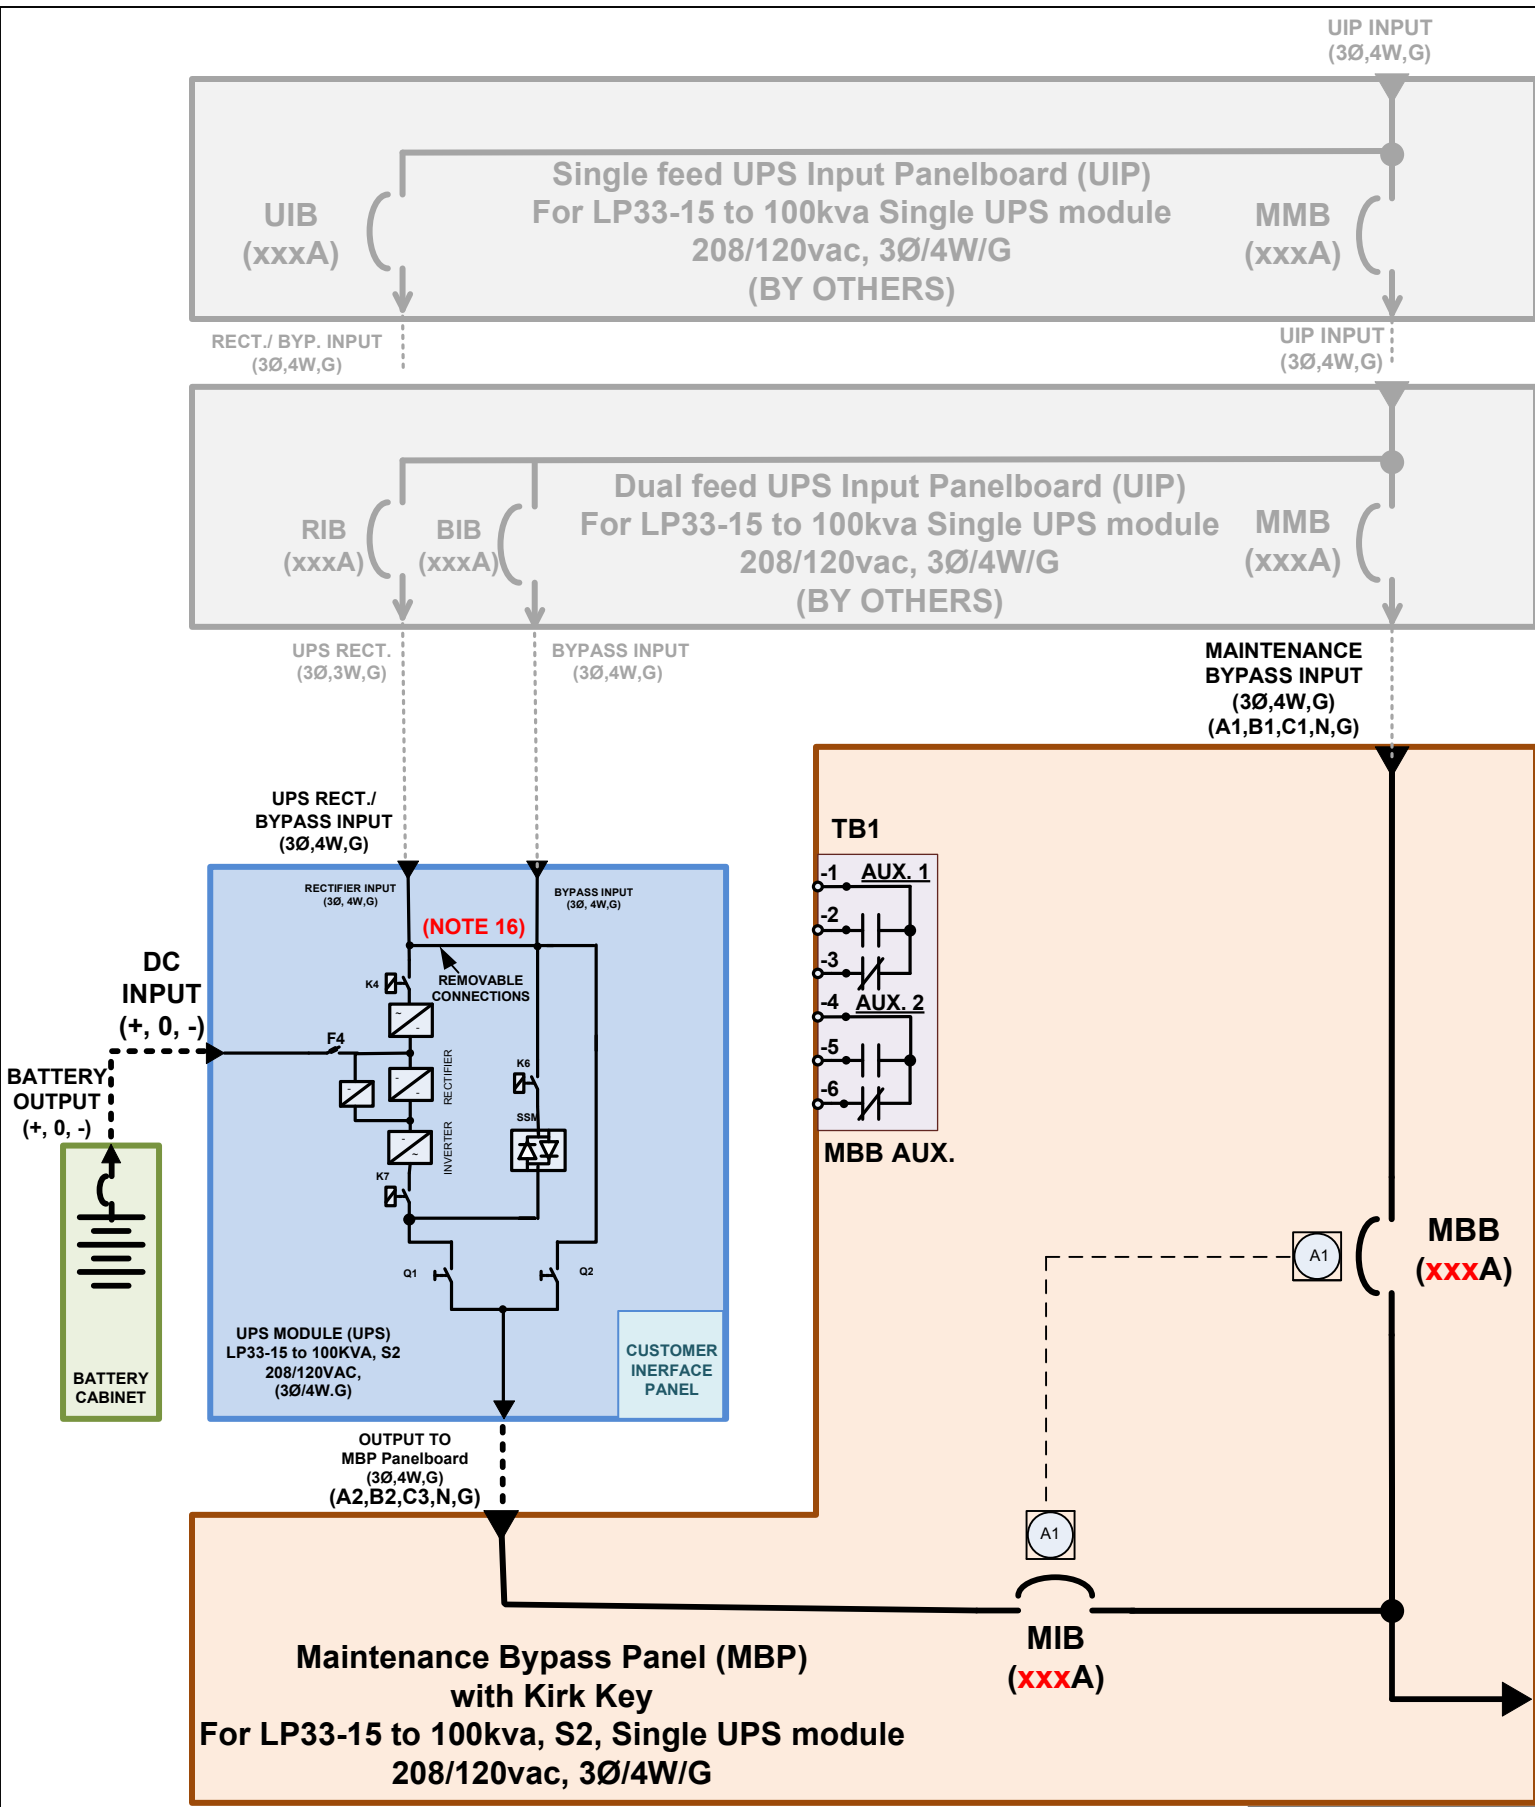 UIP INPUT
(3Ø,4W,G)
Single feed UPS Input Panelboard (UIP)
For LP33-15 to 100kva Single UPS module
208/120vac, 3Ø/4W/G
(BY OTHERS)
UIB
(xxxA)
MMB
(xxxA)
RECT./ BYP. INPUT
(3Ø,4W,G)
UIP INPUT
(3Ø,4W,G)
Dual feed UPS Input Panelboard (UIP)
For LP33-15 to 100kva Single UPS module
208/120vac, 3Ø/4W/G
(BY OTHERS)
RIB
(xxxA)
BIB
(xxxA)
MMB
(xxxA)
UPS RECT.
(3Ø,3W,G)
BYPASS INPUT
(3Ø,4W,G)
MAINTENANCE
BYPASS INPUT
(3Ø,4W,G)
(A1,B1,C1,N,G)
UPS RECT./
BYPASS INPUT
(3Ø,4W,G)
RECTIFIER INPUT
(3Ø, 4W,G)
BYPASS INPUT
(3Ø, 4W,G)
(NOTE 16)
REMOVABLE
CONNECTIONS
K4
F4
K6
SSM
K7
RECTIFIER
INVERTER
~
-
-
-
-
-
-
~
Q1
Q2
DC
INPUT
(+, 0, -)
BATTERY
OUTPUT
(+, 0, -)
BATTERY
CABINET
UPS MODULE (UPS)
LP33-15 to 100KVA, S2
208/120VAC,
(3Ø/4W.G)
CUSTOMER
INERFACE
PANEL
OUTPUT TO
MBP Panelboard
(3Ø,4W,G)
(A2,B2,C3,N,G)
TB1
-1 AUX. 1
-2
-3
-4 AUX. 2
-5
-6
MBB AUX.
A1
MBB
(xxxA)
A1
MIB
(xxxA)
Maintenance Bypass Panel (MBP)
with Kirk Key
For LP33-15 to 100kva, S2, Single UPS module
208/120vac, 3Ø/4W/G